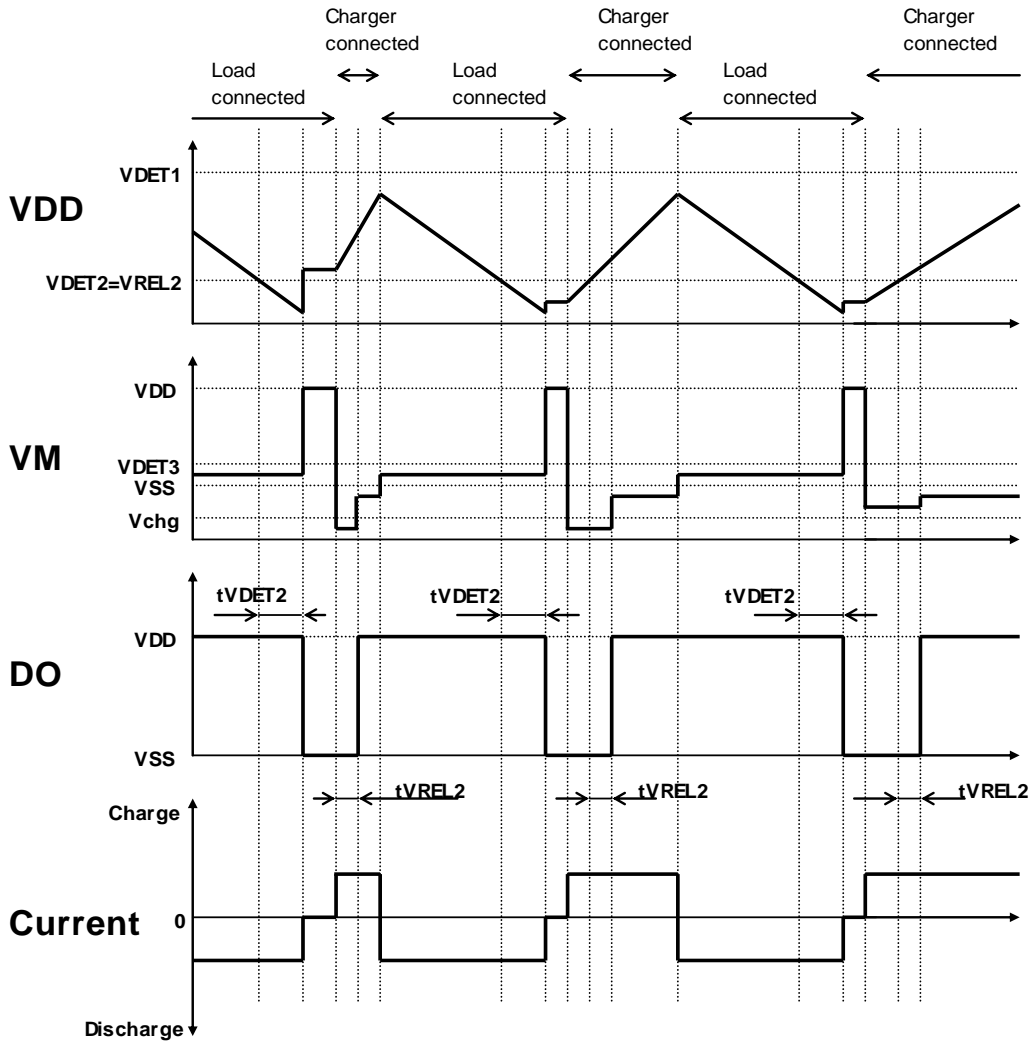 Charger
connected
Charger
connected
Charger
connected
Load
connected
Load
connected
Load
connected
VDET1
VDD
VDET2=VREL2
VDD
VM
VDET3
VSS
Vchg
tVDET2
tVDET2
tVDET2
VDD
DO
VSS
tVREL2
tVREL2
tVREL2
Charge
Current
0
Discharge